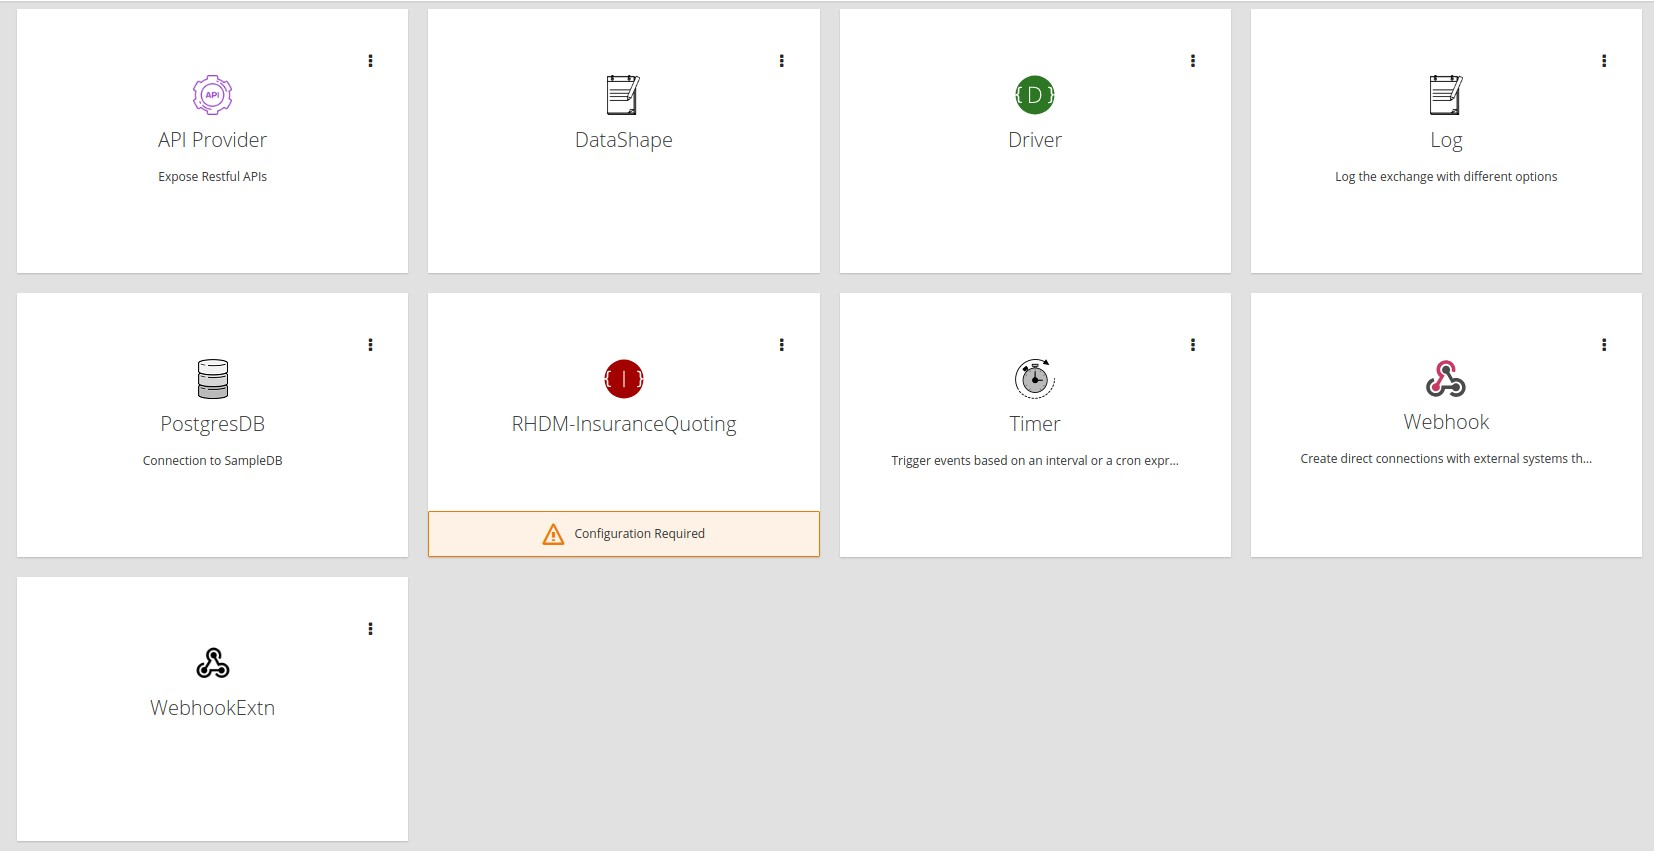 API
API Provider
Expose Restful APIs
DataShape
{D}
Driver
Log
Log the exchange with different options
PostgresDB
Connection to SampleDB
{ | }
RHDM-InsuranceQuoting
Configuration Required
Timer
Trigger events based on an interval or a cron expr...
Webhook
Create direct connections with external systems th...
WebhookExtn